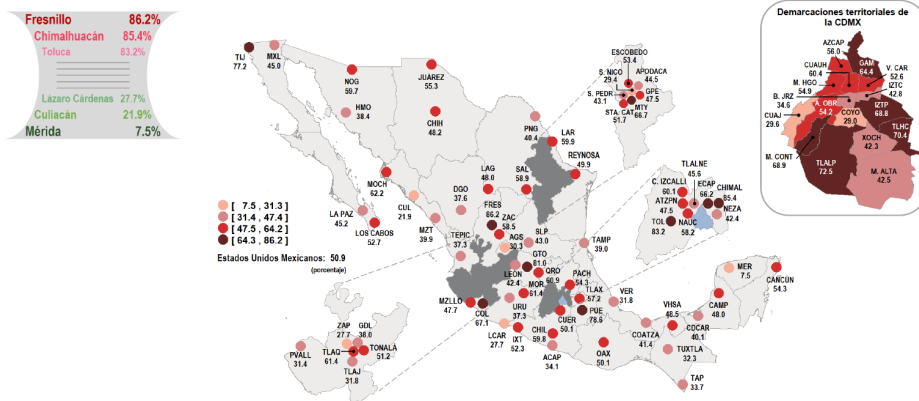 Fresnillo 86.2%
Chimalhuacán 85.4%
Toluca 83.2%
Lázaro Cárdenas 27.7%
Culiacán 21.9%
Mérida 7.5%
TIJ
77.2
MXL
45.0
NOG
59.7
HMO
38.4
JUÁREZ
55.3
CHIH
48.2
MOCH
62.2
CUL
21.9
LA PAZ
45.2
LOS CABOS
52.7
MZT
39.9
DGO
37.6
TEPIC
37.3
LAG
48.0
SAL
58.9
FRES
86.2
ZAC
58.5
AGS
30.3
SLP
43.0
PNG
40.4
LAR
59.9
REYNOSA
49.9
TAMP
39.0
GTO
81.0
LEÓN
42.4
QRO
60.9
MOR
61.4
URU
37.3
PACH
54.3
TLAX
57.2
PUE
78.6
CUER
50.1
MZLLO
47.7
COL
67.1
LCAR
27.7
IXT
52.3
CHIL
59.8
ACAP
34.1
OAX
50.1
VER
31.8
COATZA
41.4
VHSA
48.5
COCAR
40.1
TUXTLA
32.3
TAP
33.7
CAMP
48.0
MER
7.5
CANCÚN
54.3
[ 7.5, 31.3]
[ 31.4, 47.4]
[ 47.5, 64.2]
[ 64.3, 86.2]
Estados Unidos Mexicanos: 50.9
(porcentaje)
ZAP
27.7
GDL
38.0
TLAQ
61.4
TONALÁ
51.2
TLAJ
31.8
PVALL
31.4
ESCOBEDO
53.4
S. NICO
29.4
APODACA
44.5
S. PEDR
43.1
GPE
47.5
STA. CAT
51.7
MTY
66.7
TLALNE
45.6
C. IZCALLI
60.1
ECAP
66.2
CHIMAL
85.4
ATZPN
47.5
NEZA
42.4
TOL
83.2
NAUC
58.2
Demarcaciones territoriales de
la CDMX
AZCAP
56.0
GAM
64.4
CUAUH
60.4
V. CAR
52.6
M. HGO
54.9
IZTC
42.8
B. JRZ
34.6
A. OBR
54.2
COYO
29.0
IZTP
68.8
CUAJ
29.6
TLHC
70.4
XOCH
42.3
M. CONT
68.9
TLALP
72.5
M. ALTA
42.5